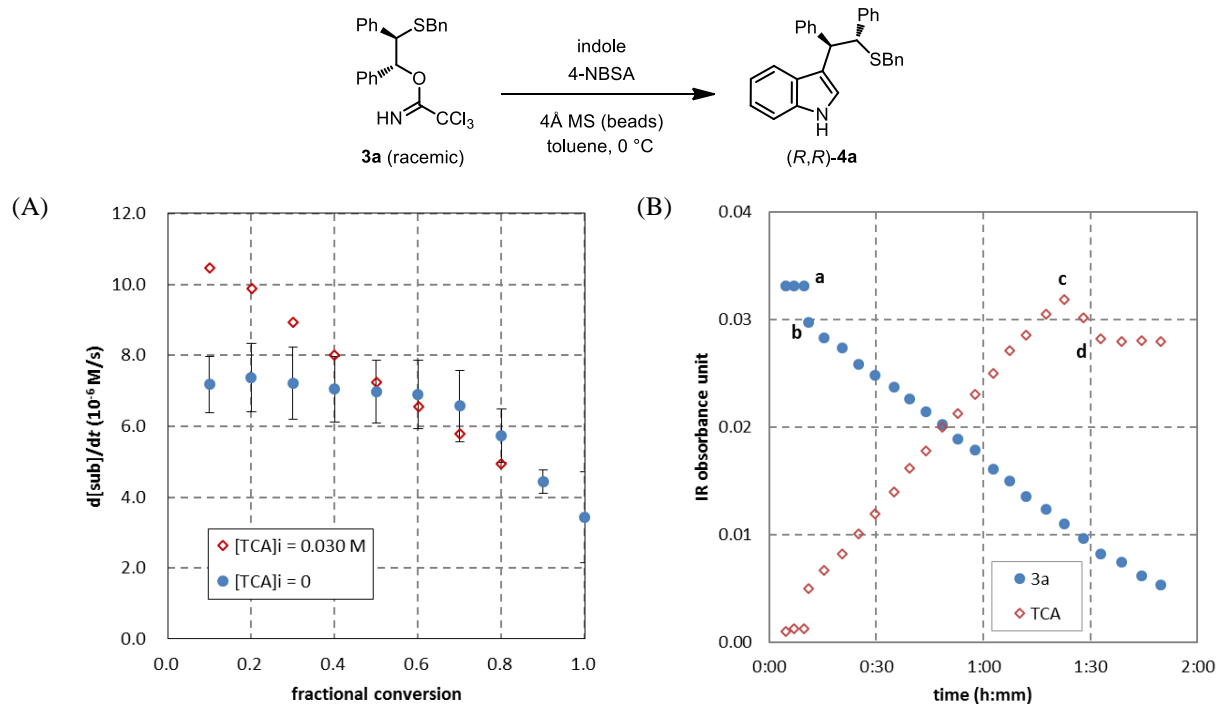 Ph SBn
Ph
O
HN CCl3
3a (racemic)
indole
4-NBSA
4Å MS (beads)
toluene, 0 °C
Ph Ph
SBn
N
H
(R,R)-4a
(A)
d[sub]/dt (10-6 M/s)
12.0
10.0
8.0
6.0
4.0
2.0
0.0
[TCA]i = 0.030 M
[TCA]i = 0
0.0 0.2 0.4 0.6 0.8 1.0
fractional conversion
(B)
IR obsorbance unit
0.04
0.03
0.02
0.01
0.00
a
b
c
d
3a
TCA
0:00 0:30 1:00 1:30 2:00
time (h:mm)